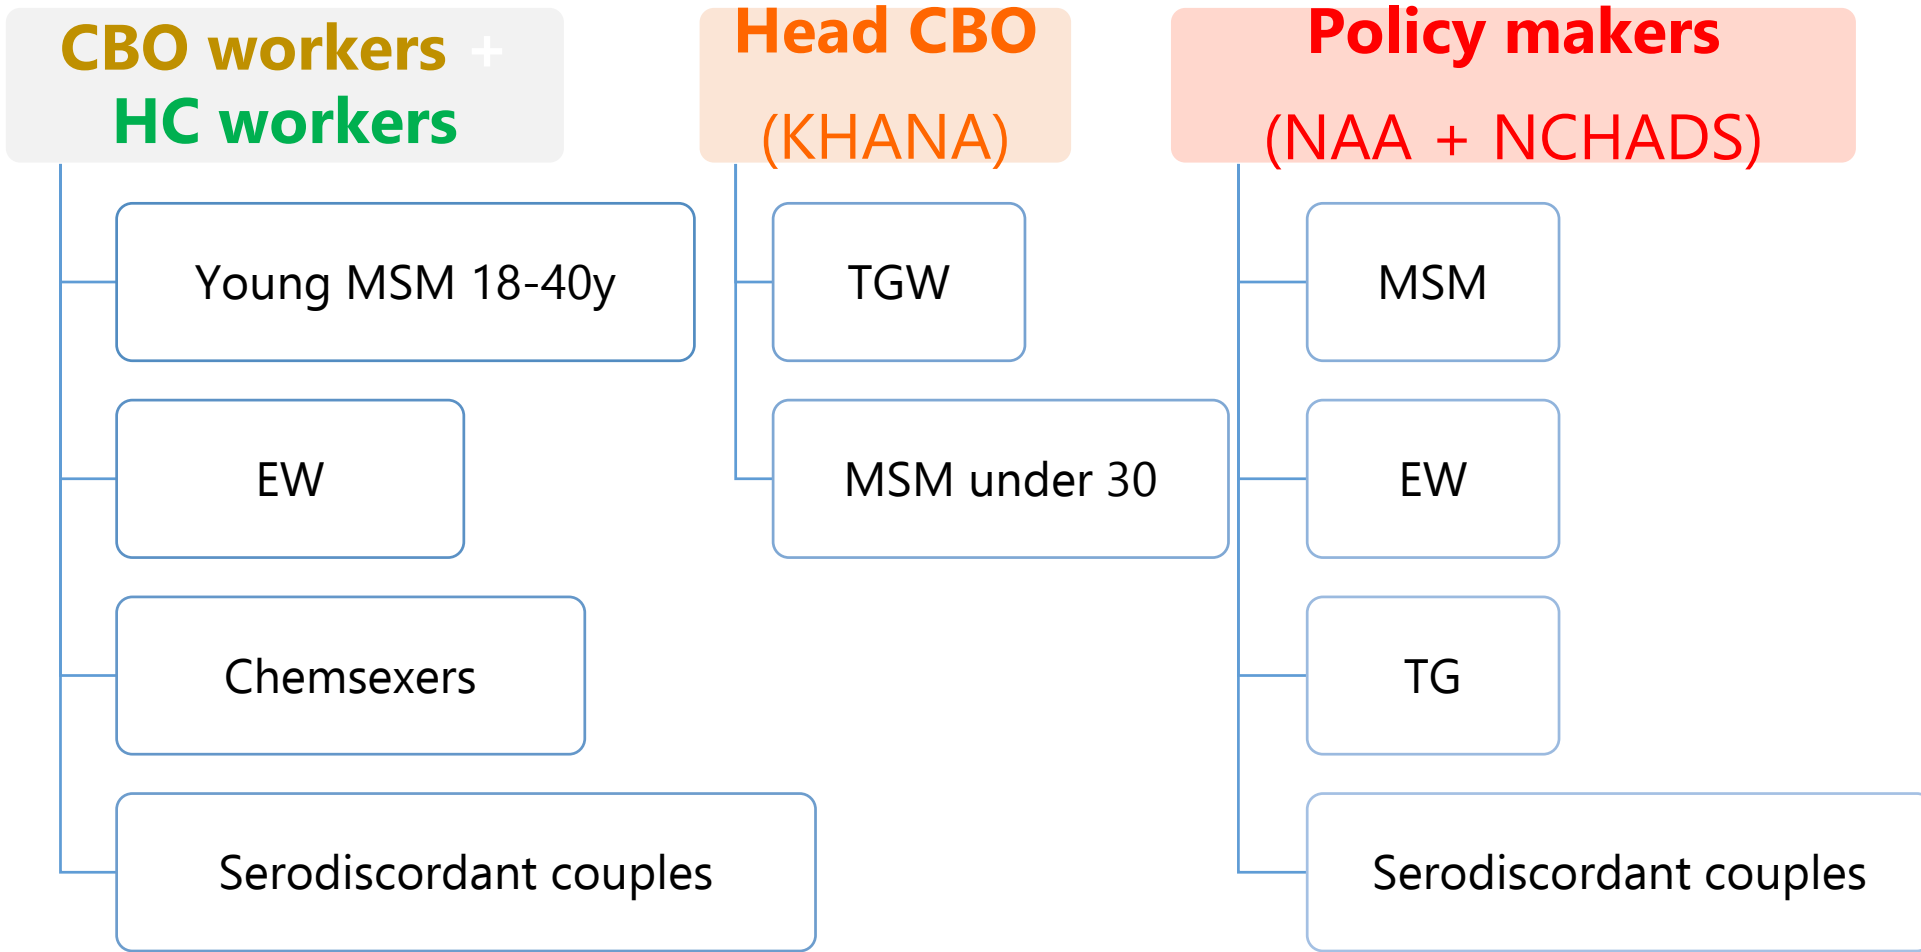 CBO workers +
HC workers
Young MSM 18-40y
EW
Chemsexers
Serodiscordant couples
Head CBO
(KHANA)
TGW
MSM under 30
Policy makers
(NAA + NCHADS)
MSM
EW
TG
Serodiscordant couples